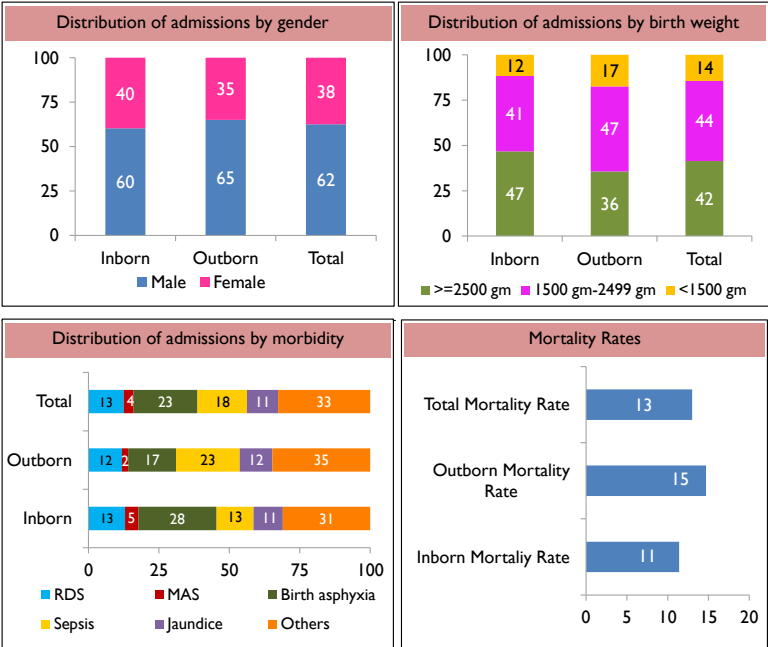 Distribution of admissions by gender
100
75
50
25
0
40 35 38
60 65 62
Inborn Outborn Total
Male Female
Distribution of admissions by birth weight
100
75
50
25
0
12 17 14
41 47 44
47 36 42
Inborn Outborn Total
>=2500 gm 1500 gm-2499 gm <1500 gm
Distribution of admissions by morbidity
Total 13 4 23 18 11 33
Outborn 12 2 17 23 12 35
Inborn 13 5 28 13 11 31
0 25 50 75 100
RDS MAS Birth asphyxia
Sepsis Jaundice Others
Mortality Rates
Total Mortality Rate 13
Outborn Mortality
Rate 15
Inborn Mortaliy Rate 11
0 5 10 15 20